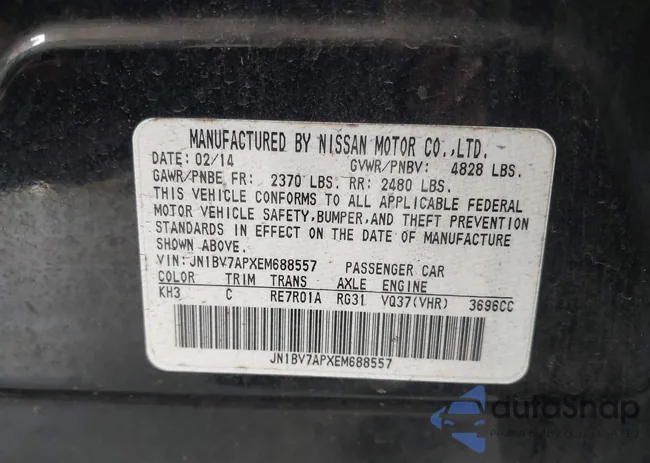 MANUFACTURED BY NISSAN MOTOR CO.,LTD.
DATE: 02/14 GVWR/PNBV: 4828 LBS.
GAWR/PNBE FR: 2370 LBS. RR: 2480 LBS.
THIS VEHICLE CONFORMS TO ALL APPLICABLE FEDERAL
MOTOR VEHICLE SAFETY,BUMPER,AND THEFT PREVENTION
STANDARDS IN EFFECT ON THE DATE OF MANUFACTURE
SHOWN ABOVE.
VIN: JN1BV7APXEM688557 PASSENGER CAR
COLOR TRIM TRANS AXLE ENGINE
KH3 C RE7R01A RG31 VQ37(VHR) 3696CC
JN1BV7APXEM688557
autoShap